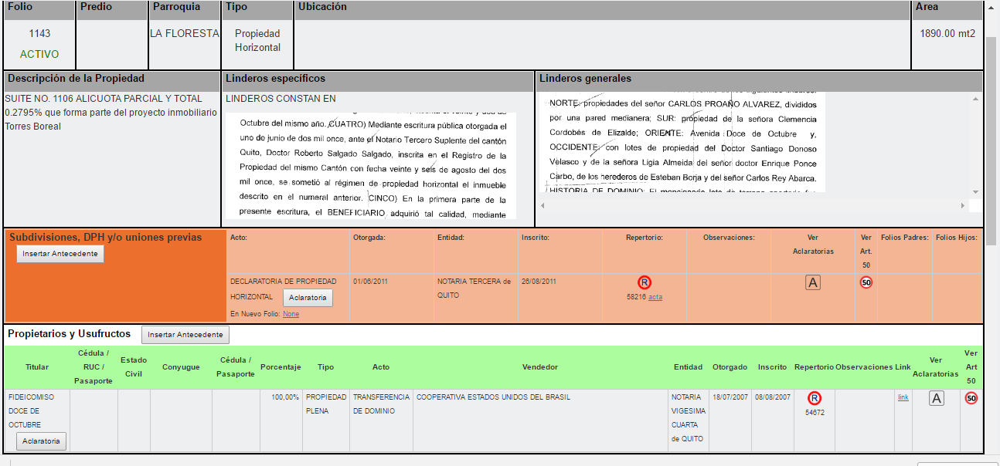 Folio Predio Parroquia Tipo Ubicación Area
1143 LA FLORESTA Propiedad Horizontal 1890.00 mt2
ACTIVO
Descripción de la Propiedad
SUITE NO. 1106 ALICUOTA PARCIAL Y TOTAL
0.2795% que forma parte del proyecto inmobiliario
Torres Boreal
Linderos específicos
LINDEROS CONSTAN EN
Octubre del mismo año. CUATRO) Mediante escritura pública otorgada el
uno de junio de dos mil once, ante el Notario Tercero Suplente del cantón
Quito, Doctor Roberto Salgado Salgado, inscrita en el Registro de la
Propiedad del mismo Cantón con fecha veinte y seis de agosto del dos
mil once, se sometió al régimen de propiedad horizontal el inmueble
descrito en el numeral anterior. CINCO) En la primera parte de la
presente escritura, el BENEFICIARIO adquirió tal calidad, mediante
Linderos generales
NORTE: propiedades del señor CARLOS PROAÑO ALVAREZ, divididos
por una pared medianera; SUR: propiedad de la señora Clemencia
Cordobés de Elizalde; ORIENTE: Avenida Doce de Octubre y,
OCCIDENTE: con lotes de propiedad del Doctor Santiago Donoso
Velasco y de la señora Ligia Almeida del señor doctor Enrique Ponce
Carbo, de los herederos de Esteban Borja y del señor Carlos Rey Abarca.
HISTORIA DE DOMINIO: El mencionado lote de terreno
Subdivisiones, DPH y/o uniones previas
Insertar Antecedente
Acto: Otorgada: Entidad: Inscrito: Repertorio: Observaciones: Ver Aclaratorias Ver Art. 50 Folios Padres: Folios Hijos:
DECLARATORIA DE PROPIEDAD HORIZONTAL Aclaratoria 01/06/2011 NOTARIA TERCERA de QUITO 26/08/2011 R 58216 acta A 50
En Nuevo Folio: None
Propietarios y Usufructos Insertar Antecedente
Titular Cédula / RUC / Pasaporte Estado Civil Conyugue Cédula / Pasaporte Porcentaje Tipo Acto Vendedor Entidad Otorgado Inscrito Repertorio Observaciones Link Ver Aclaratorias Ver Art 50
FIDEICOMISO DOCE DE OCTUBRE 100,00% PROPIEDAD PLENA TRANSFERENCIA DE DOMINIO COOPERATIVA ESTADOS UNIDOS DEL BRASIL NOTARIA VIGESIMA CUARTA de QUITO 18/07/2007 08/08/2007 R 54672 link A 50
Aclaratoria